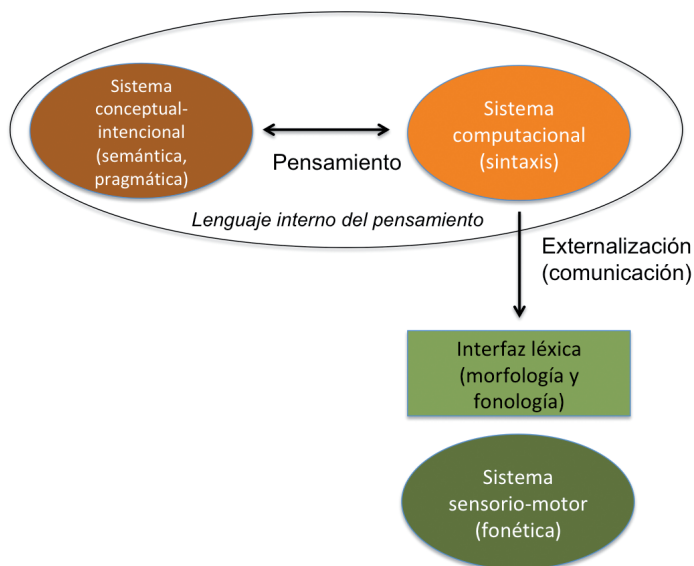 Sistema
conceptual-
intencional
(semántica,
pragmática)
Pensamiento
Sistema
computacional
(sintaxis)
Lenguaje interno del pensamiento
Externalización
(comunicación)
Interfaz léxica
(morfología y
fonología)
Sistema
sensorio-motor
(fonética)